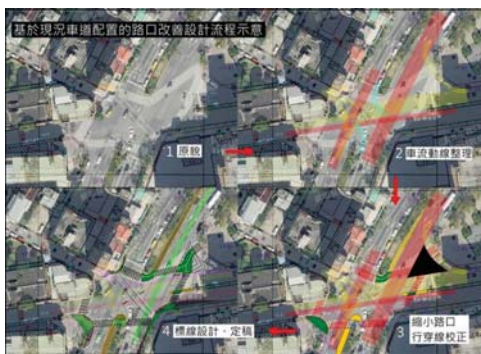 基於現況車道配置的路口改善設計流程示意
1 原貌
2 車流動線整理
縮小路口
3 行穿線校正
4 標線設計・定稿